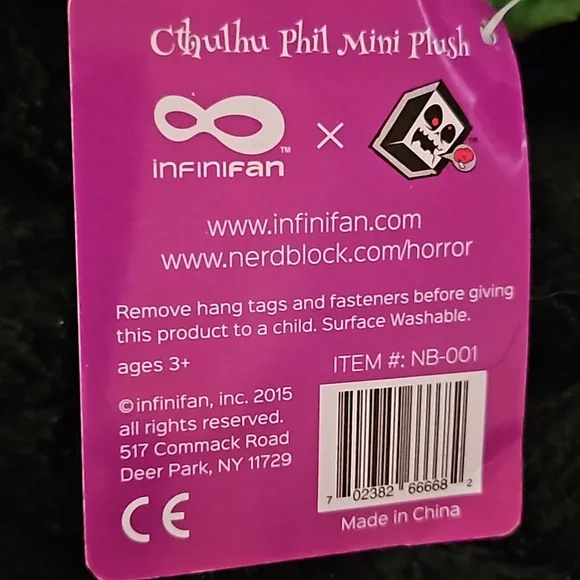 Cthulhu Phil Mini Plush
INFINIFAN ™ X ™
www.infinifan.com
www.nerdblock.com/horror
Remove hang tags and fasteners before giving
this product to a child. Surface Washable.
ages 3+
ITEM #: NB-001
©infinifan, inc. 2015
all rights reserved.
517 Commack Road
Deer Park, NY 11729
CE
7 02382 66668 2
Made in China